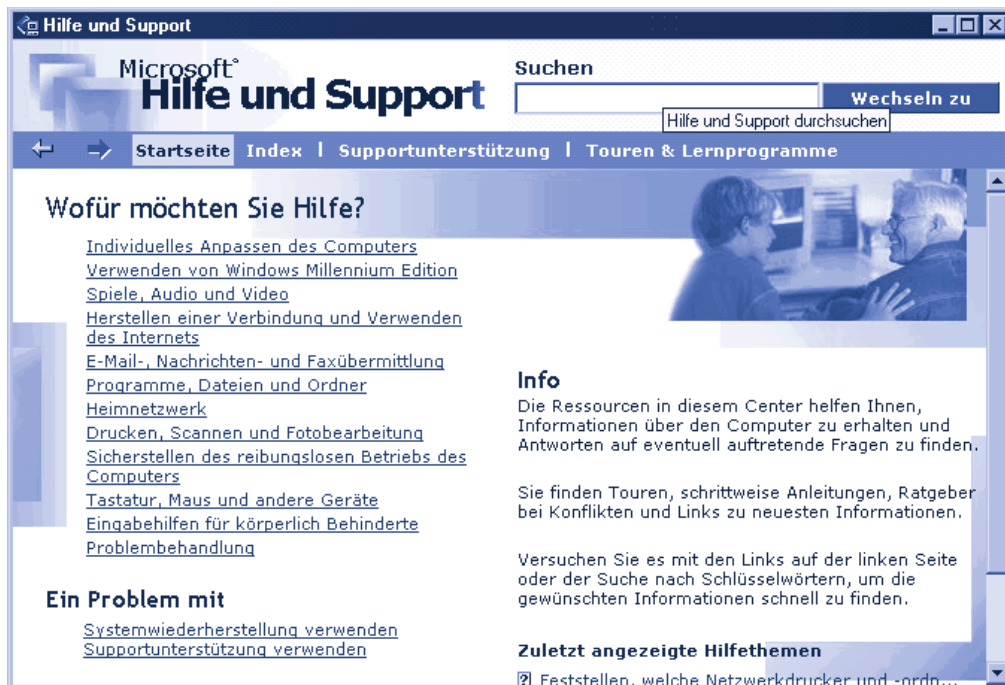 Hilfe und Support
Microsoft®
Hilfe und Support
Suchen
Wechseln zu
Hilfe und Support durchsuchen
Startseite Index | Supportunterstützung | Touren & Lernprogramme
Wofür möchten Sie Hilfe?
Individuelles Anpassen des Computers
Verwenden von Windows Millennium Edition
Spiele, Audio und Video
Herstellen einer Verbindung und Verwenden
des Internets
E-Mail-, Nachrichten- und Faxübermittlung
Programme, Dateien und Ordner
Heimnetzwerk
Drucken, Scannen und Fotobearbeitung
Sicherstellen des reibungslosen Betriebs des
Computers
Tastatur, Maus und andere Geräte
Eingabehilfen für körperlich Behinderte
Problembehandlung
Ein Problem mit
Systemwiederherstellung verwenden
Supportunterstützung verwenden
Info
Die Ressourcen in diesem Center helfen Ihnen,
Informationen über den Computer zu erhalten und
Antworten auf eventuell auftretende Fragen zu finden.
Sie finden Touren, schrittweise Anleitungen, Ratgeber
bei Konflikten und Links zu neuesten Informationen.
Versuchen Sie es mit den Links auf der linken Seite
oder der Suche nach Schlüsselwörtern, um die
gewünschten Informationen schnell zu finden.
Zuletzt angezeigte Hilfethemen
Feststellen, welche Netzwerkdrucker und -ordn...